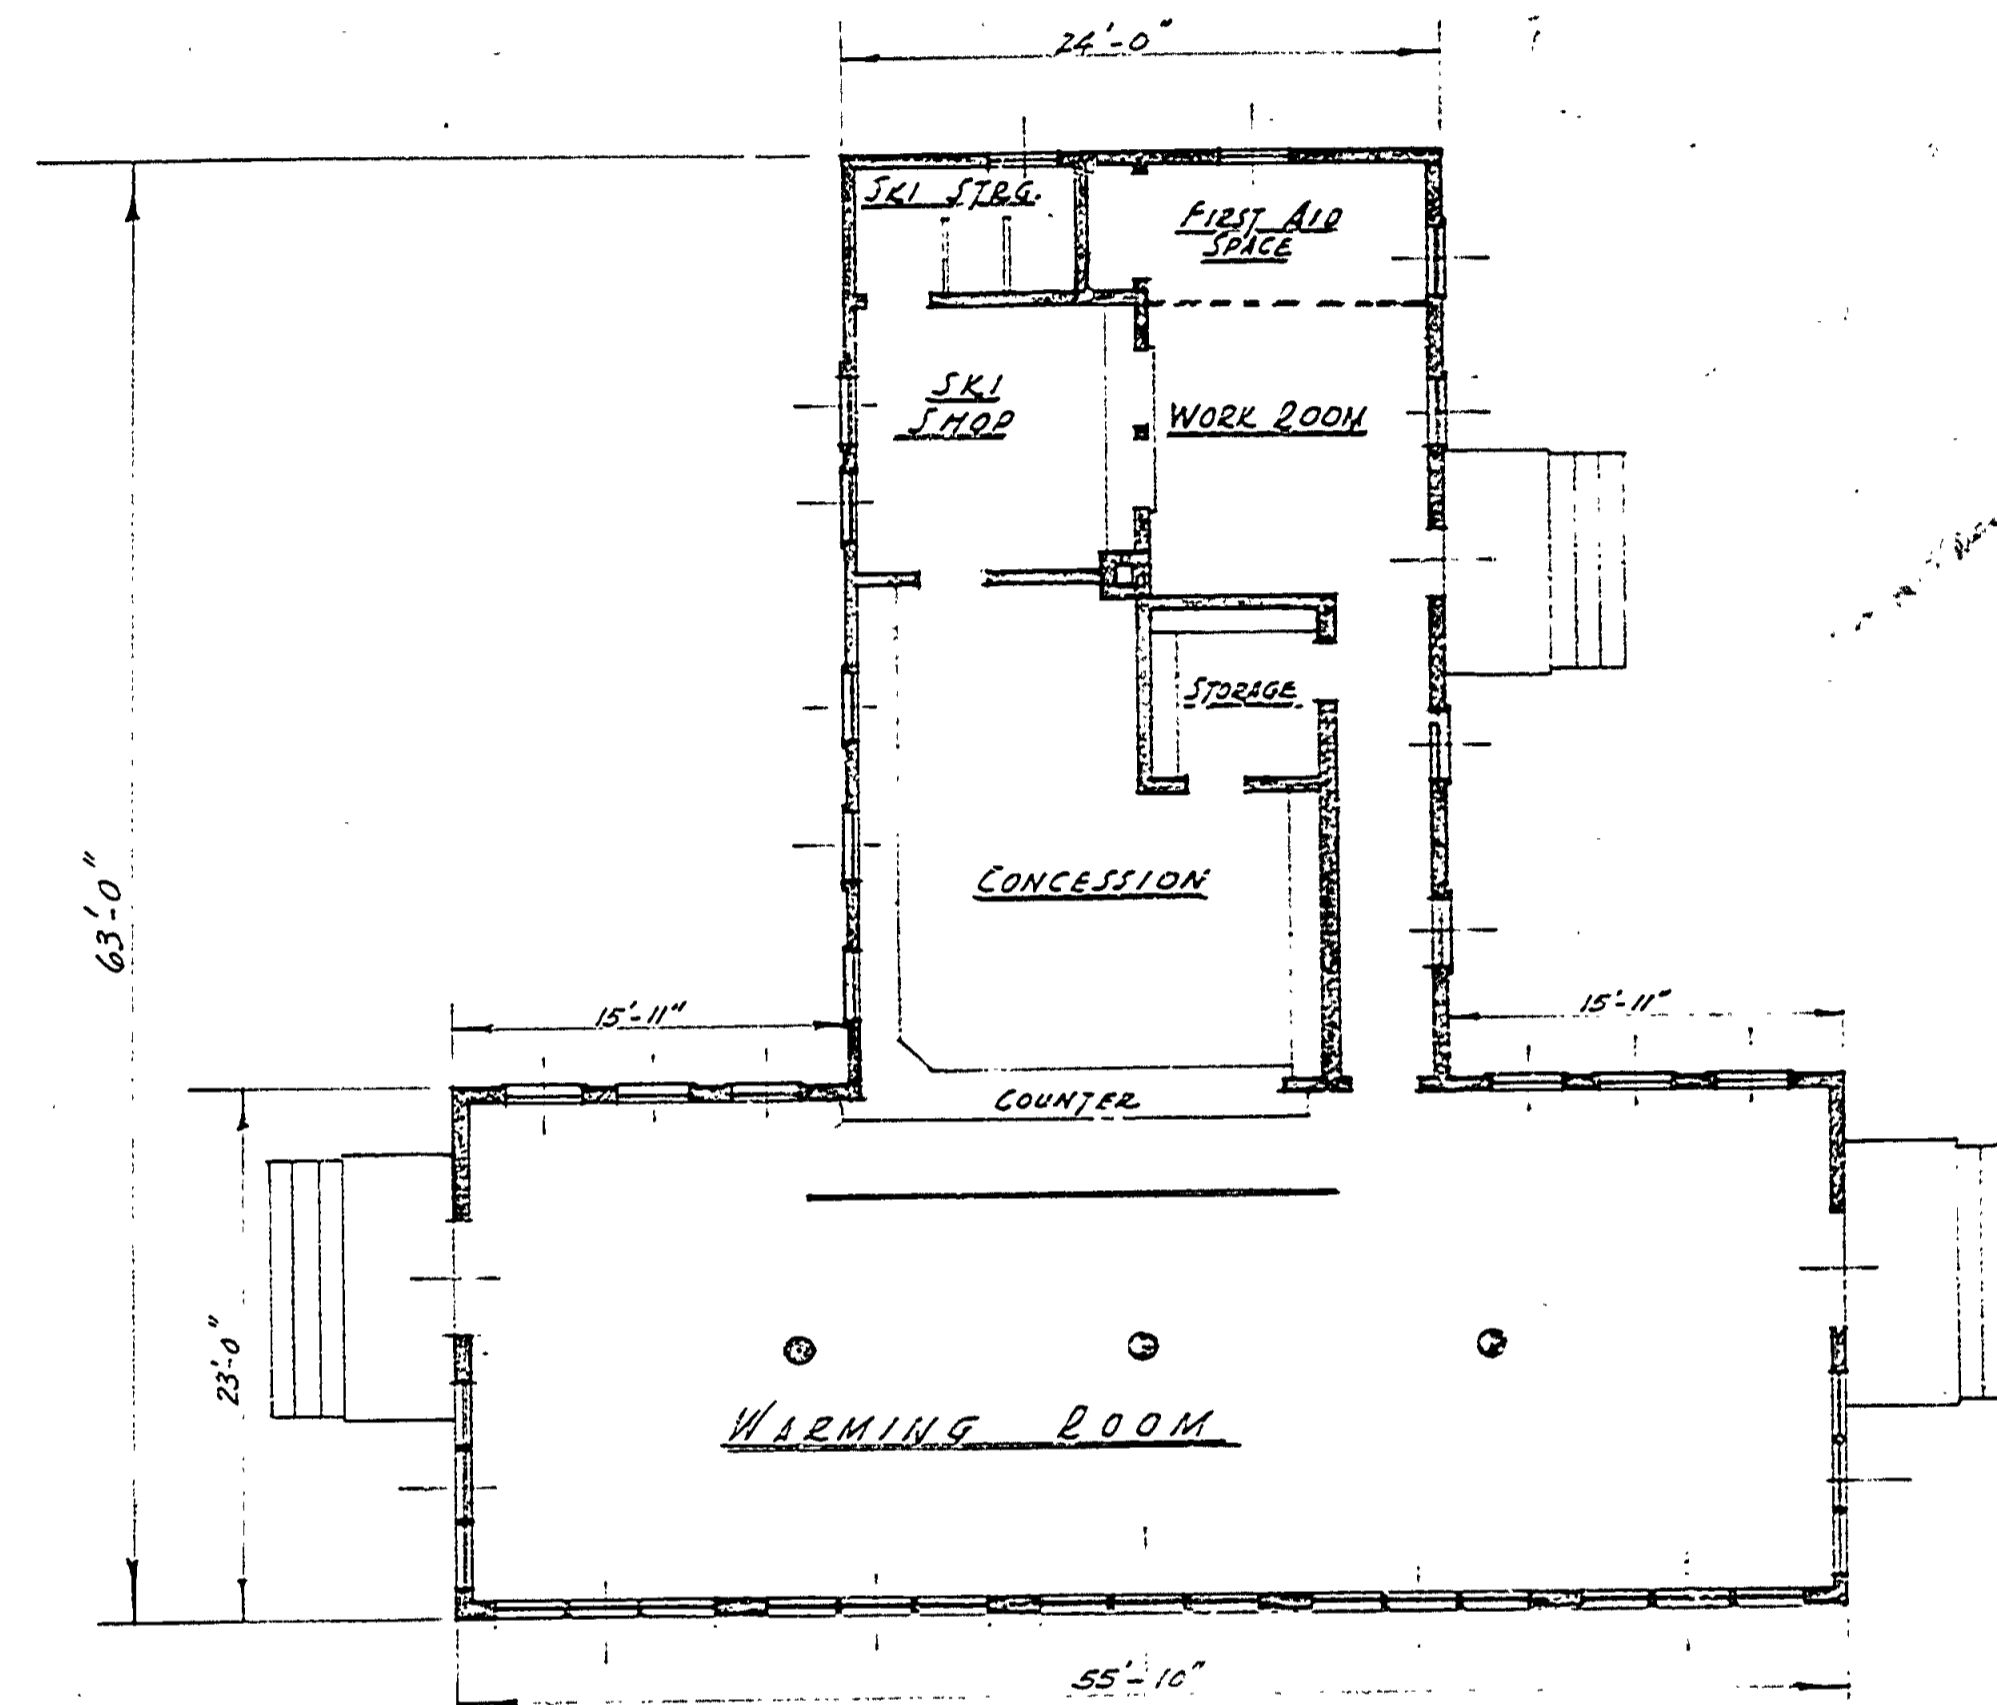 24'-0"
SKI STRG.
FIRST AID
SPACE
SKI
SHOP
WORK ROOM
STORAGE
CONCESSION
63'-0"
15'-11"
15'-11"
COUNTER
23'-0"
WARMING ROOM
55'-10"